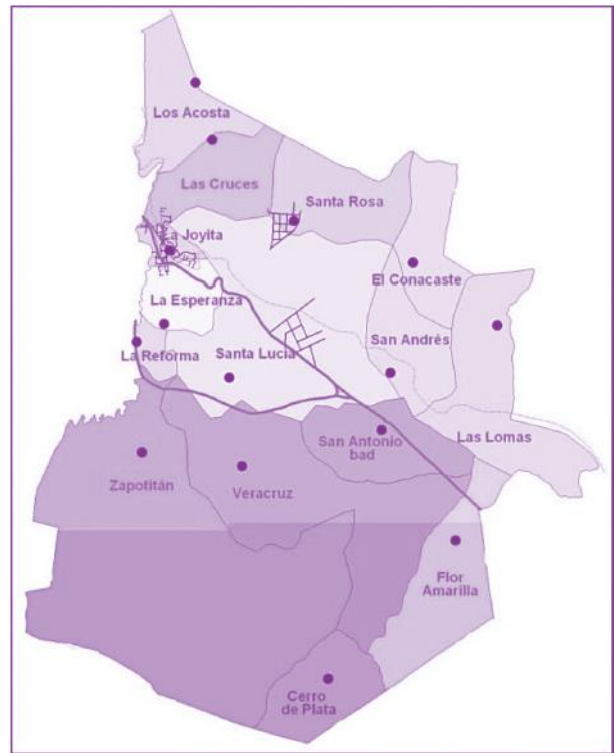 Los Acosta
Las Cruces
Santa Rosa
La Joyita
El Conacaste
La Esperanza
San Andrés
La Reforma
Santa Lucía
San Antonio
bad
Las Lomas
Zapotitán
Veracruz
Flor
Amarilla
Cerro
de Plata